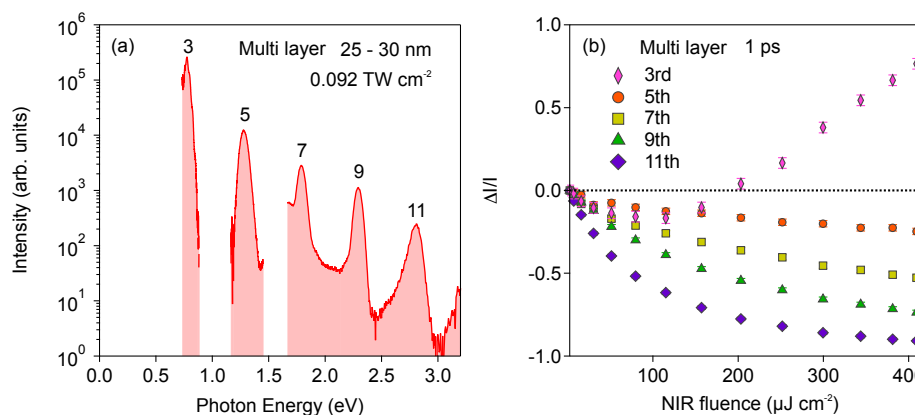 (a)
Multi layer 25 - 30 nm
0.092 TW cm-2
3
5
7
9
11
Intensity (arb. units)
10^6
10^5
10^4
10^3
10^2
10^1
10^0
0.0 0.5 1.0 1.5 2.0 2.5 3.0
Photon Energy (eV)
(b)
Multi layer 1 ps
3rd
5th
7th
9th
11th
ΔI/I
1.0
0.5
0.0
-0.5
-1.0
0 100 200 300
NIR fluence (μJ cm-2)